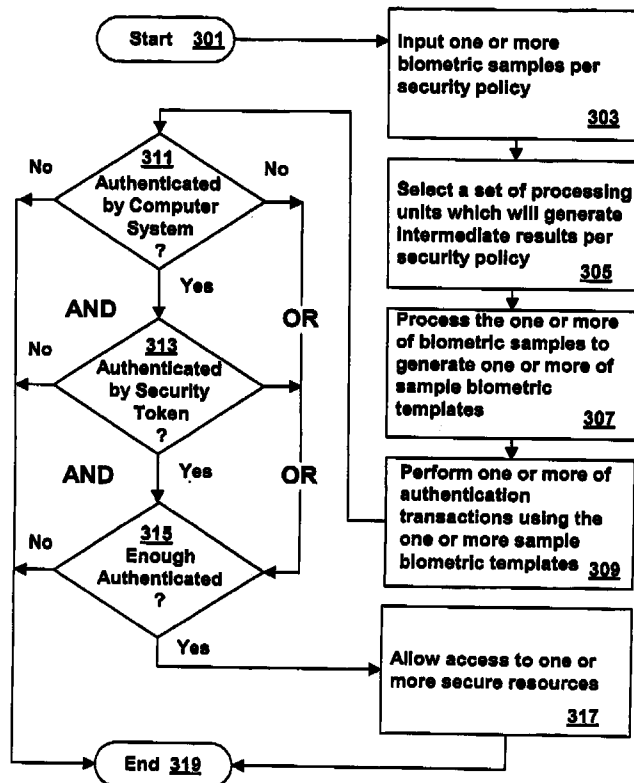 Start 301
Input one or more
biometric samples per
security policy
303
Select a set of processing
units which will generate
intermediate results per
security policy
305
Process the one or more
of biometric samples to
generate one or more of
sample biometric
templates
307
Perform one or more of
authentication
transactions using the
one or more sample
biometric templates 309
No
No
311
Authenticated
by Computer
System
?
Yes
AND
OR
No
313
Authenticated
by Security
Token
?
Yes
AND
OR
No
315
Enough
Authenticated
?
Yes
Allow access to one or
more secure resources
317
End 319